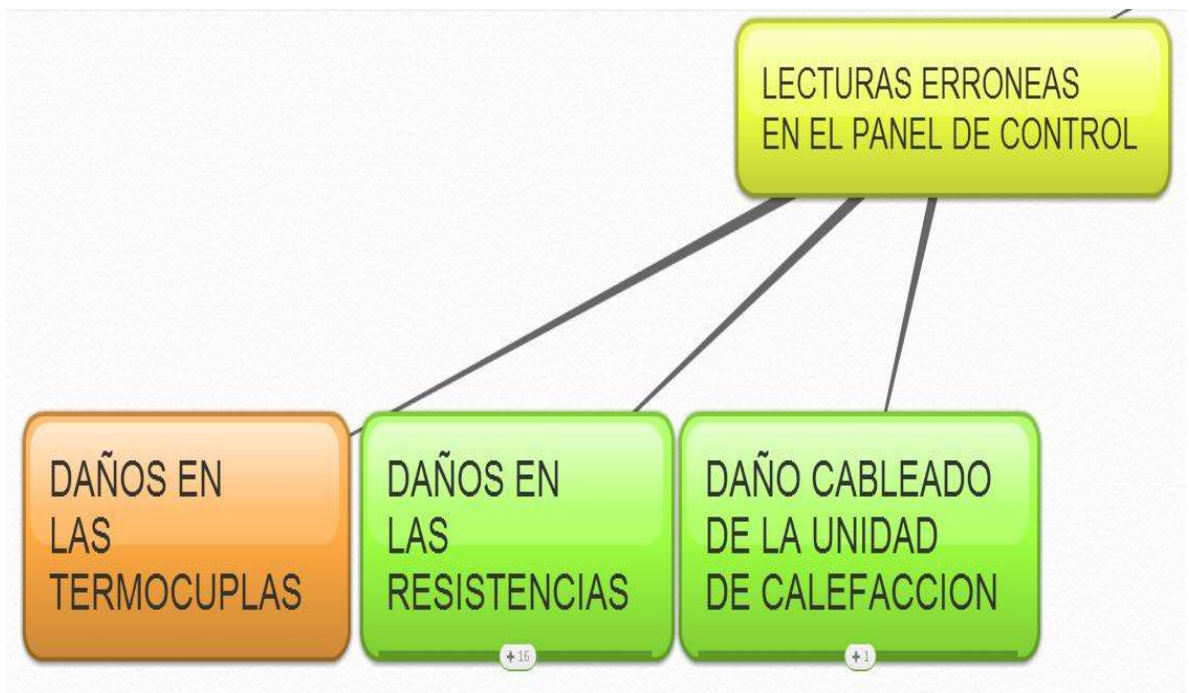 LECTURAS ERRONEAS
EN EL PANEL DE CONTROL
DAÑOS EN
LAS
TERMOCUPLAS
DAÑOS EN
LAS
RESISTENCIAS
+ 16
DAÑO CABLEADO
DE LA UNIDAD
DE CALEFACCION
+ 1